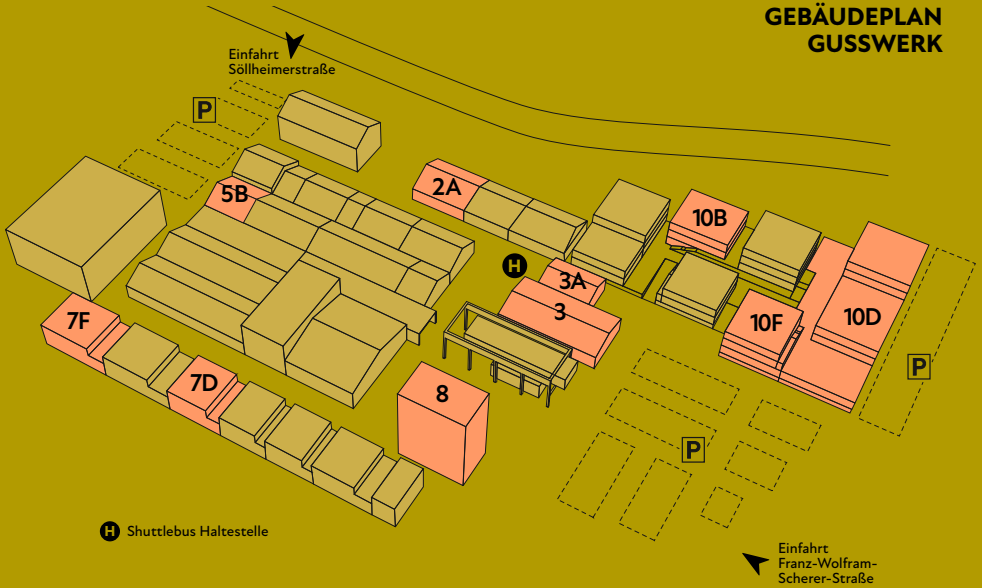 GEBÄUDEPLAN
GUSSWERK
Einfahrt
Söllheimerstraße
P
5B
2A
10B
H
3A
3
10F
10D
7F
7D
8
P
P
H Shuttlebus Haltestelle
Einfahrt
Franz-Wolfram-
Scherer-Straße